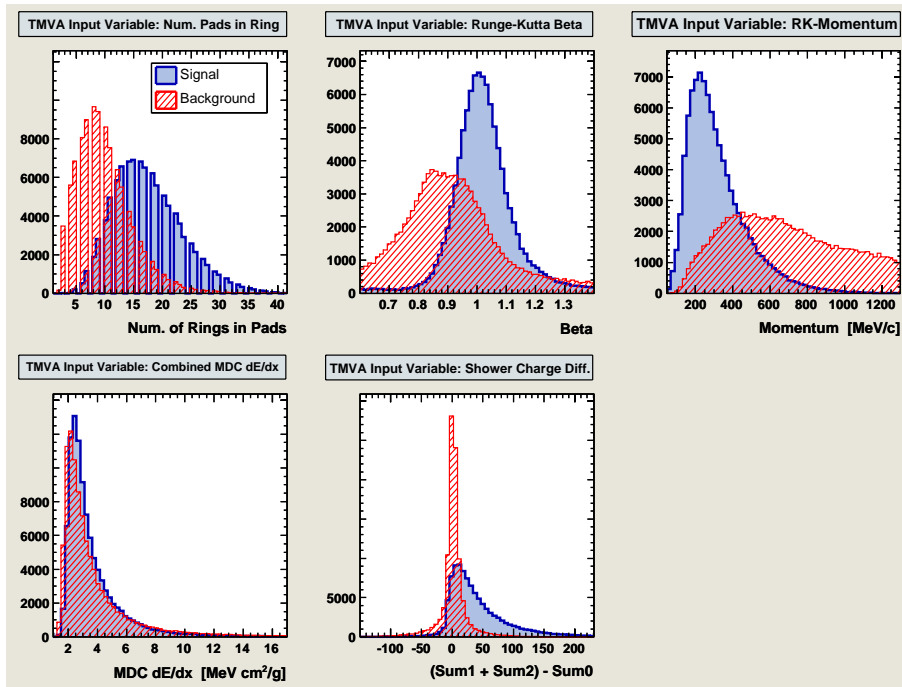 TMVA Input Variable: Num. Pads in Ring
TMVA Input Variable: Runge-Kutta Beta
TMVA Input Variable: RK-Momentum
Signal
Background
8000
6000
4000
2000
0
5 10 15 20 25 30 35 40
Num. of Rings in Pads
7000
6000
5000
4000
3000
2000
1000
0
0.7 0.8 0.9 1 1.1 1.2 1.3
Beta
7000
6000
5000
4000
3000
2000
1000
0
200 400 600 800 1000 1200
Momentum [MeV/c]
TMVA Input Variable: Combined MDC dE/dx
TMVA Input Variable: Shower Charge Diff.
8000
6000
4000
2000
0
2 4 6 8 10 12 14 16
MDC dE/dx [MeV cm²/g]
5000
0
-100 -50 0 50 100 150 200
(Sum1 + Sum2) - Sum0